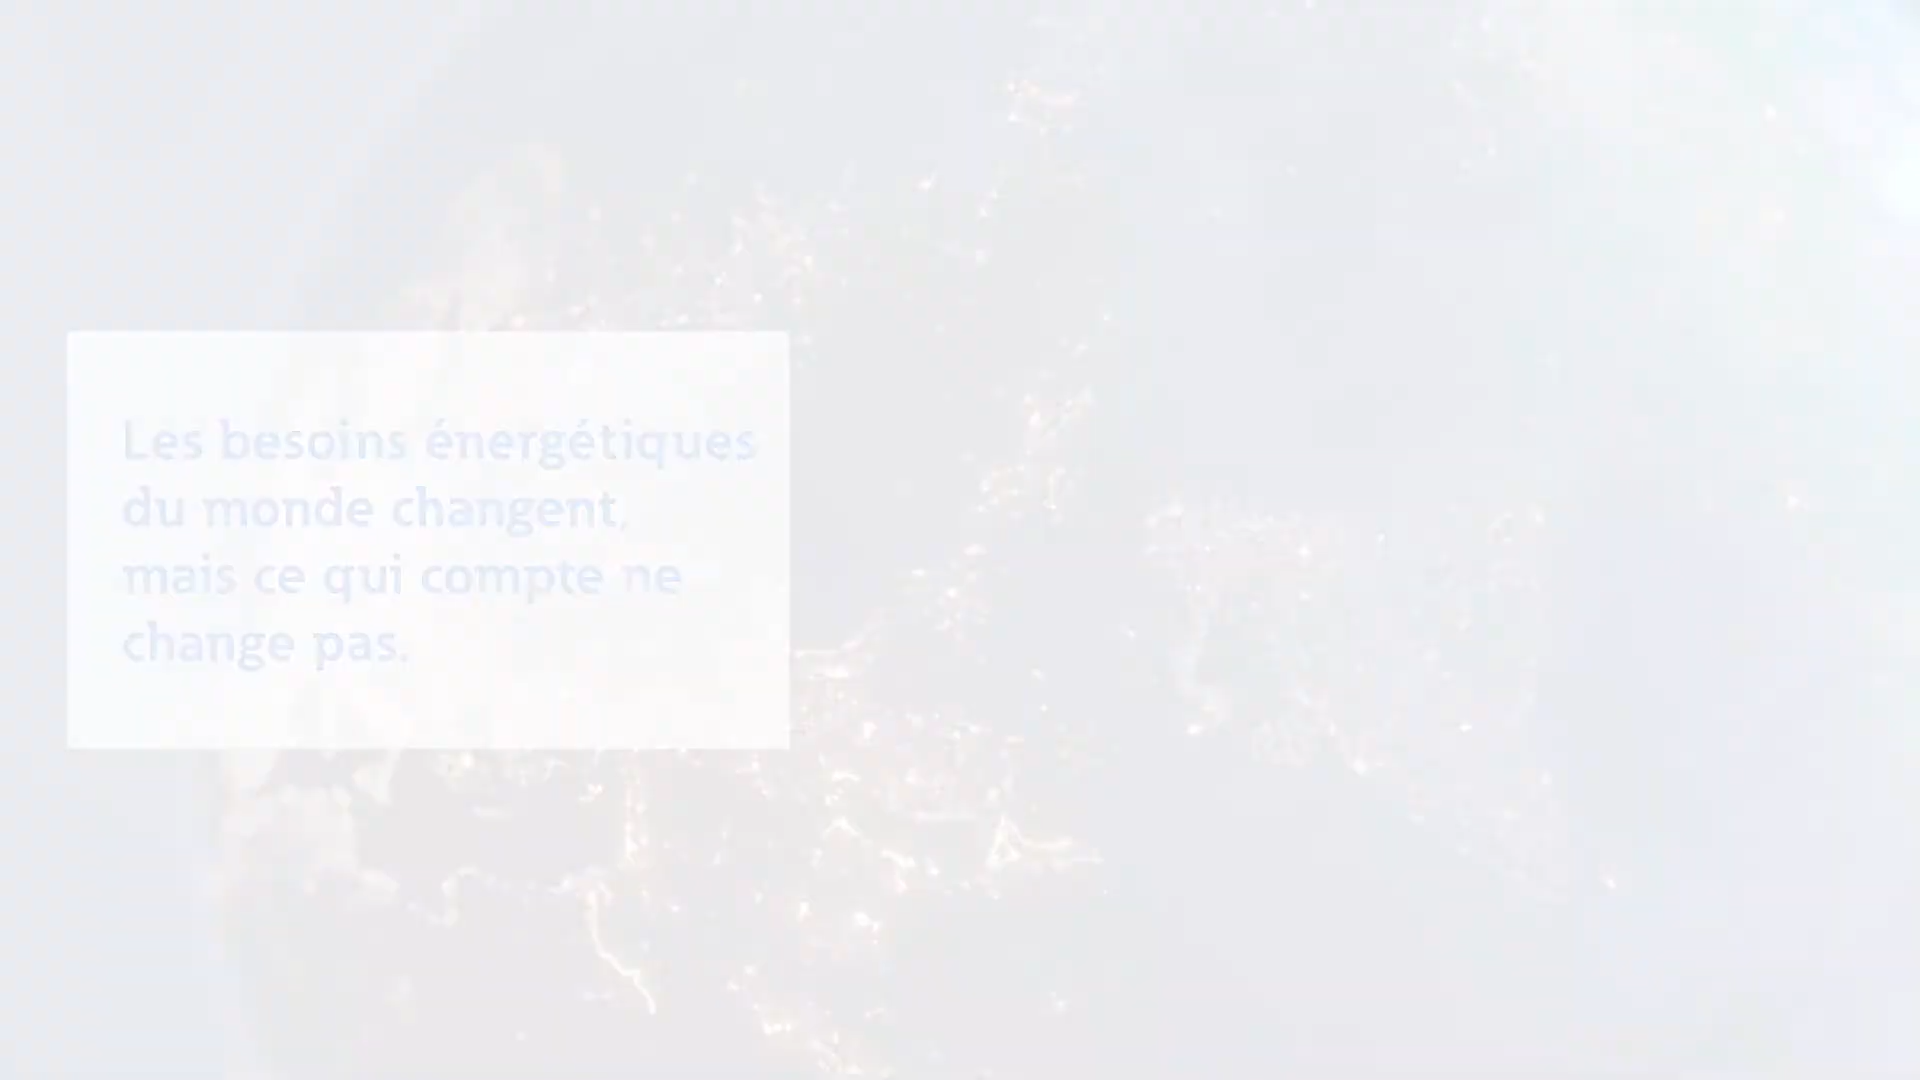 Les besoins énergétiques
du monde changent,
mais ce qui compte ne
change pas.